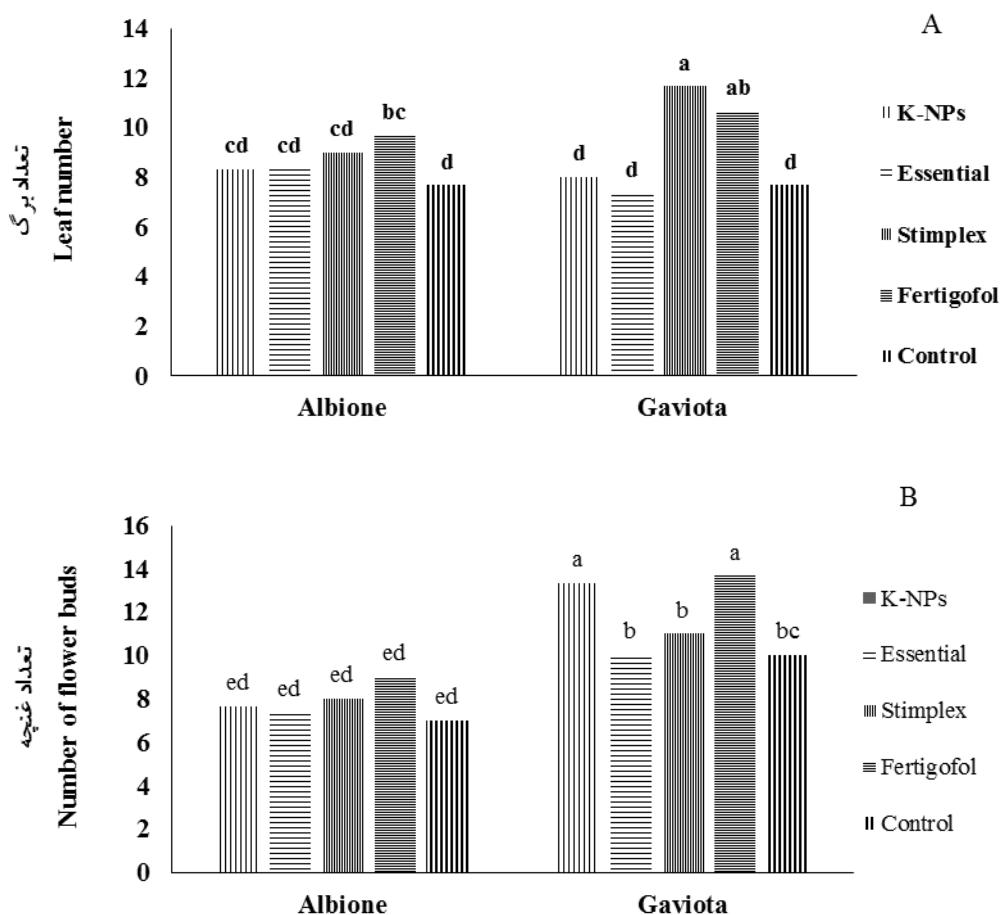 A
14
12
10
8
6
4
2
0
تعداد برگ
Leaf number
cd
cd
cd
bc
d
d
d
a
ab
d
Albione
Gaviota
K-NPs
Essential
Stimplex
Fertigofol
Control
B
16
14
12
10
8
6
4
2
0
تعداد غنچه
Number of flower buds
ed
ed
ed
ed
ed
a
b
b
a
bc
Albione
Gaviota
K-NPs
Essential
Stimplex
Fertigofol
Control